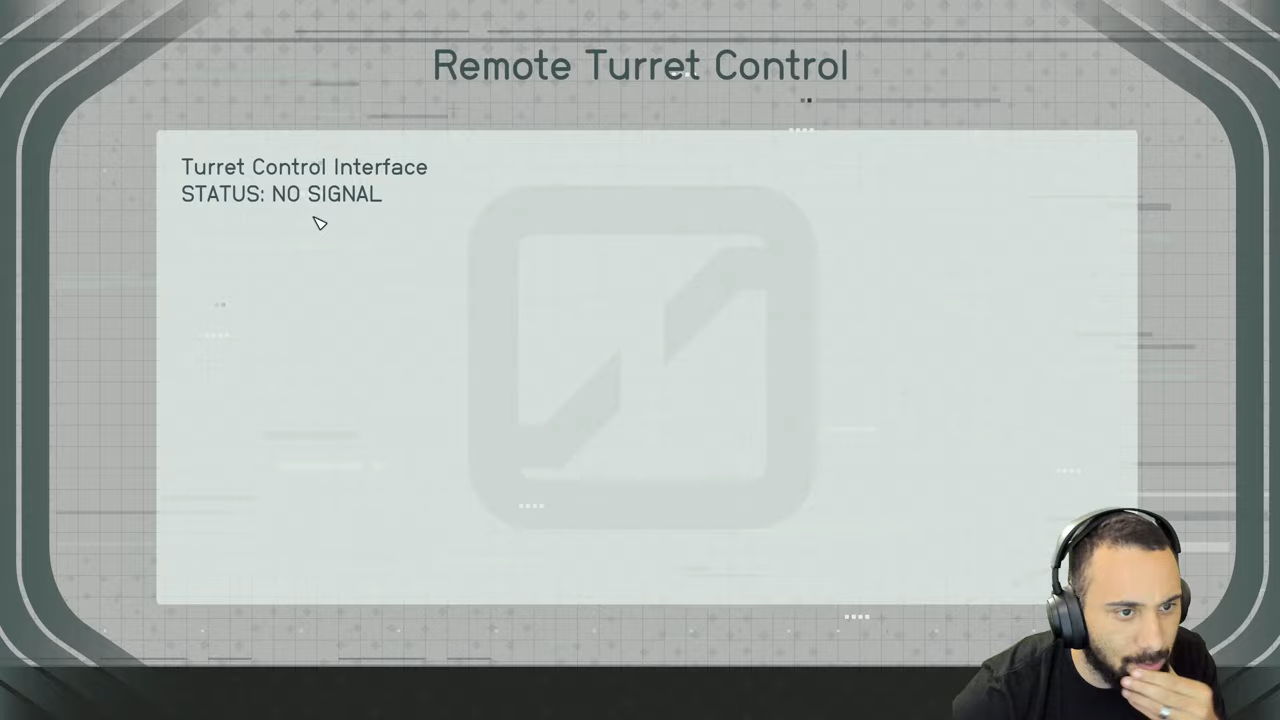 Remote Turret Control
Turret Control Interface
STATUS: NO SIGNAL